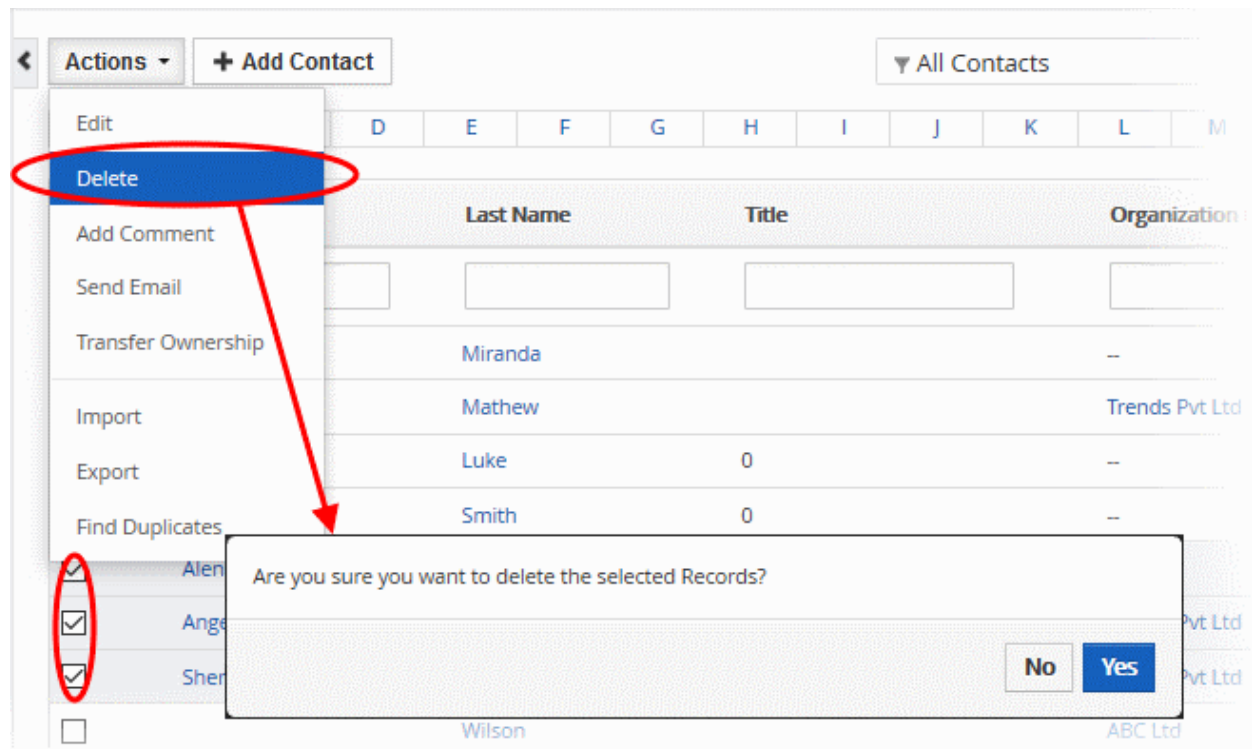 Actions + Add Contact All Contacts
Edit D E F G H I J K L M
Delete
Last Name Title Organization
Add Comment
Send Email
Transfer Ownership
Miranda --
Import Mathew Trends Pvt Ltd
Export Luke 0 --
Find Duplicates Smith 0 --
Alen
Are you sure you want to delete the selected Records?
Ange Pvt Ltd
Sher No Yes Pvt Ltd
Wilson ABC Ltd